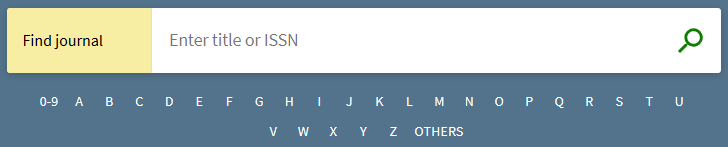 Find journal Enter title or ISSN
0-9 A B C D E F G H I J K L M N O P Q R S T U
V W X Y Z OTHERS